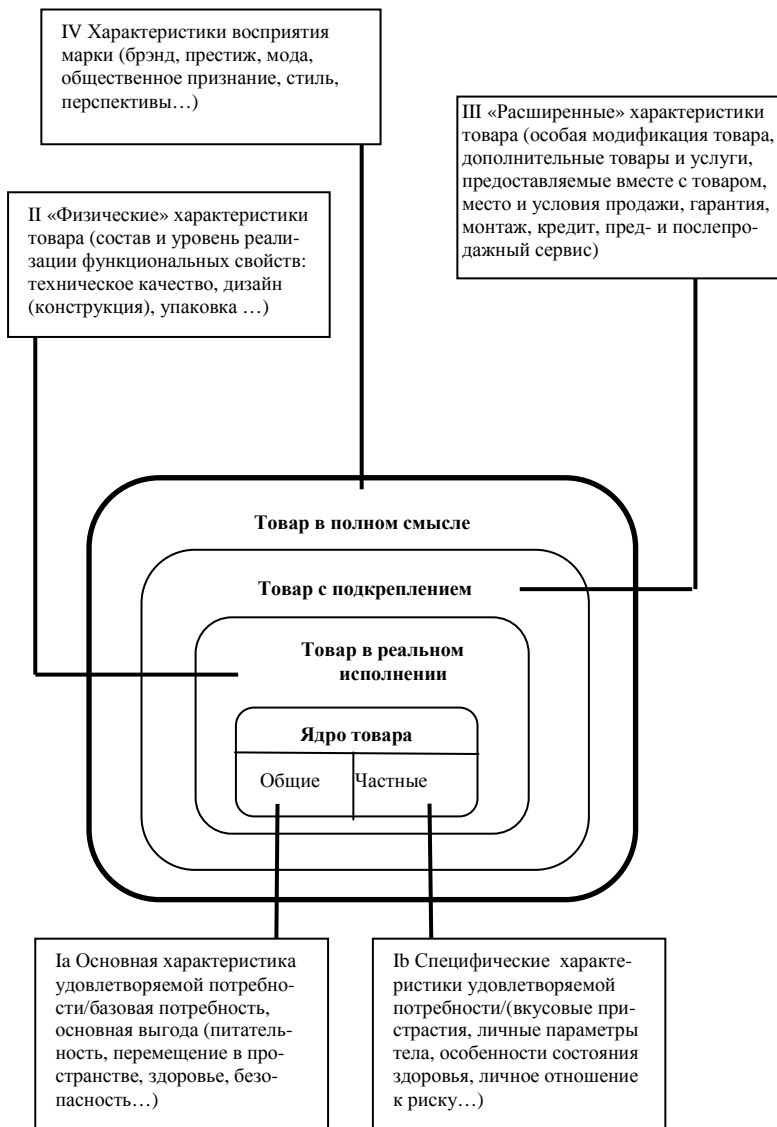 IV Характеристики восприятия
марки (брэнд, престиж, мода,
общественное признание, стиль,
перспективы…)
III «Расширенные» характеристики
товара (особая модификация товара,
дополнительные товары и услуги,
предоставляемые вместе с товаром,
место и условия продажи, гарантия,
монтаж, кредит, пред- и послепро-
дажный сервис)
II «Физические» характеристики
товара (состав и уровень реали-
зации функциональных свойств:
техническое качество, дизайн
(конструкция), упаковка …)
Товар в полном смысле
Товар с подкреплением
Товар в реальном
исполнении
Ядро товара
Общие
Частные
Ia Основная характеристика
удовлетворяемой потребно-
сти/базовая потребность,
основная выгода (питатель-
ность, перемещение в про-
странстве, здоровье, безо-
пасность…)
Ib Специфические характе-
ристики удовлетворяемой
потребности/(вкусовые при-
страстия, личные параметры
тела, особенности состояния
здоровья, личное отношение
к риску…)